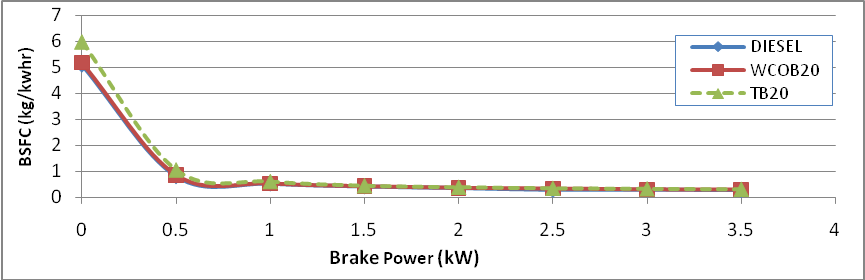 7
6
5
4
3
2
1
0
BSFC (kg/kwhr)
DIESEL
WCOB20
TB20
0 0.5 1 1.5 2 2.5 3 3.5 4
Brake Power (kW)